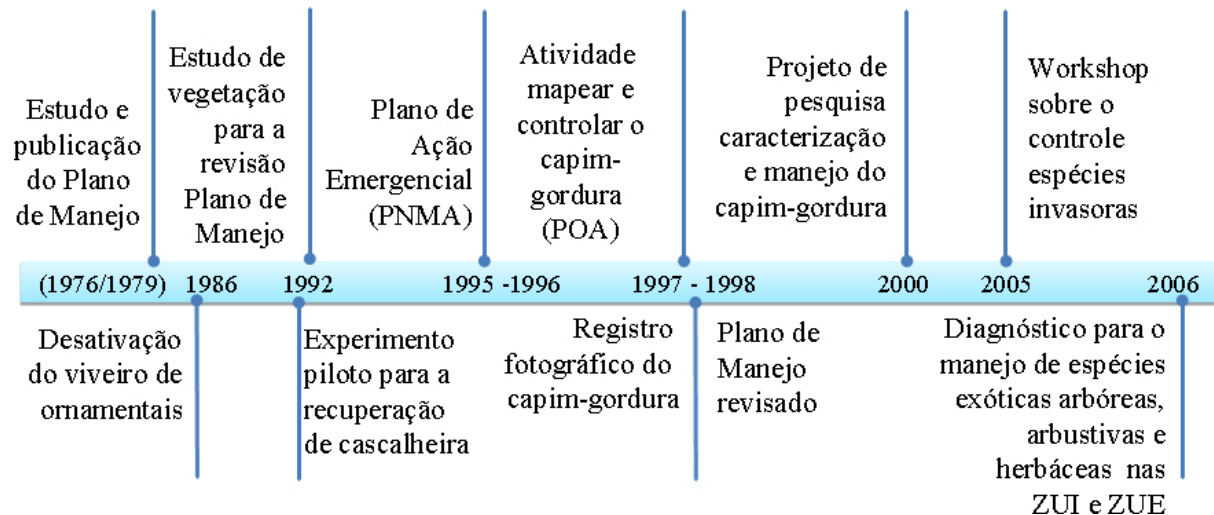 Estudo e
publicação
do Plano
de Manejo
Estudo de
vegetação
para a
revisão
Plano de
Manejo
Plano de
Ação
Emergencial
(PNMA)
Atividade
mapear e
controlar o
capim-
gordura
(POA)
Projeto de
pesquisa
caracterização
e manejo do
capim-gordura
Workshop
sobre o
controle
espécies
invasoras
(1976/1979) 1986 1992 1995 -1996 1997 - 1998 2000 2005 2006
Desativação
do viveiro de
ornamentais
Experimento
piloto para a
recuperação
de cascalheira
Registro
fotográfico do
capim-gordura
Plano de
Manejo
revisado
Diagnóstico para o
manejo de espécies
exóticas arbóreas,
arbustivas e
herbáceas nas
ZUI e ZUE